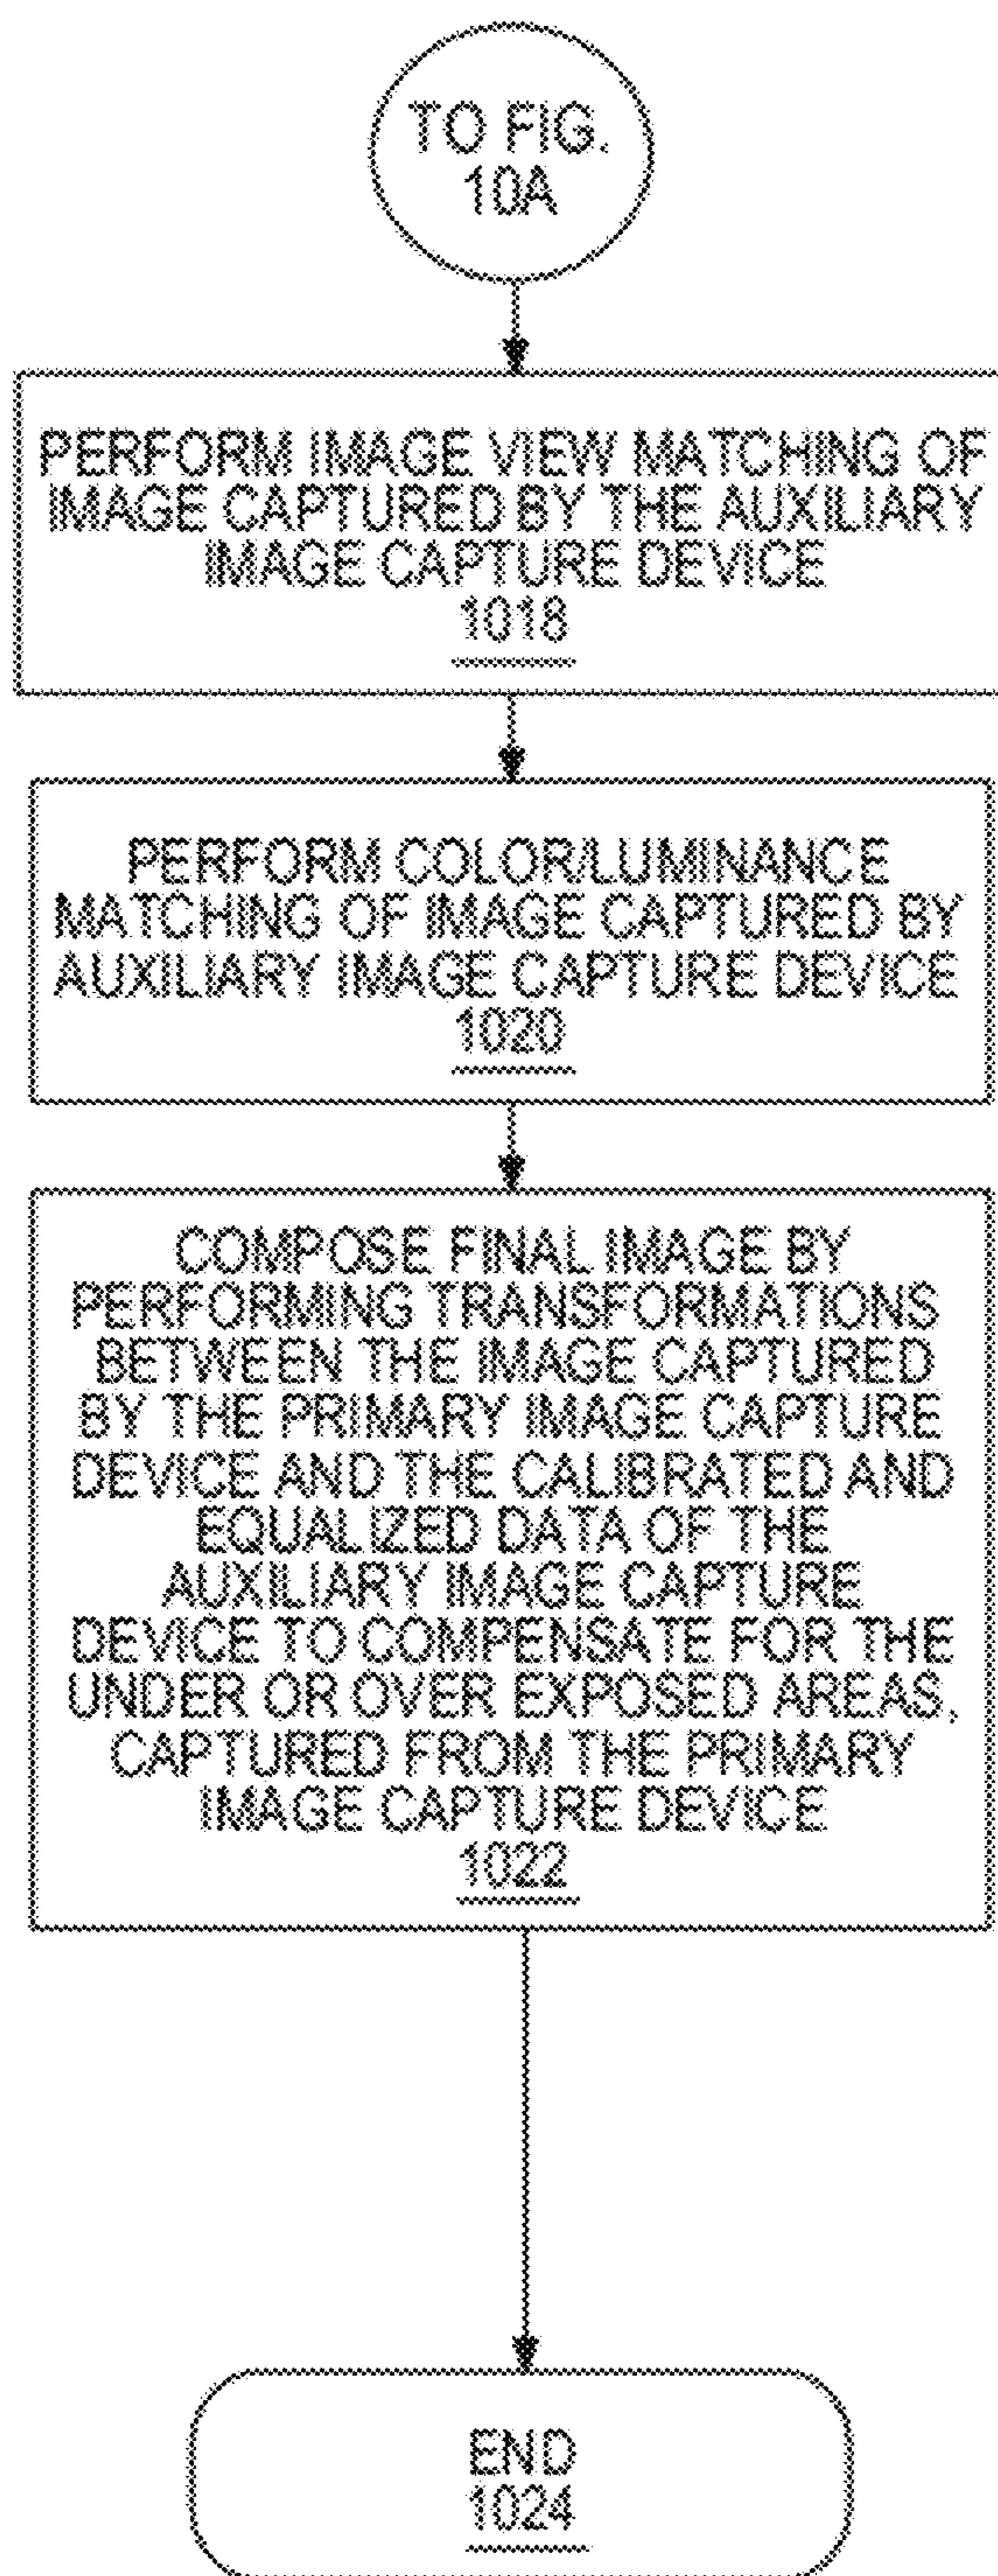 TO FIG.
10A
PERFORM IMAGE VIEW MATCHING OF
IMAGE CAPTURED BY THE AUXILIARY
IMAGE CAPTURE DEVICE
1018
PERFORM COLOR/LUMINANCE
MATCHING OF IMAGE CAPTURED BY
AUXILIARY IMAGE CAPTURE DEVICE
1020
COMPOSE FINAL IMAGE BY
PERFORMING TRANSFORMATIONS
BETWEEN THE IMAGE CAPTURED
BY THE PRIMARY IMAGE CAPTURE
DEVICE AND THE CALIBRATED AND
EQUALIZED DATA OF THE
AUXILIARY IMAGE CAPTURE
DEVICE TO COMPENSATE FOR THE
UNDER OR OVER EXPOSED AREAS,
CAPTURED FROM THE PRIMARY
IMAGE CAPTURE DEVICE
1022
END
1024